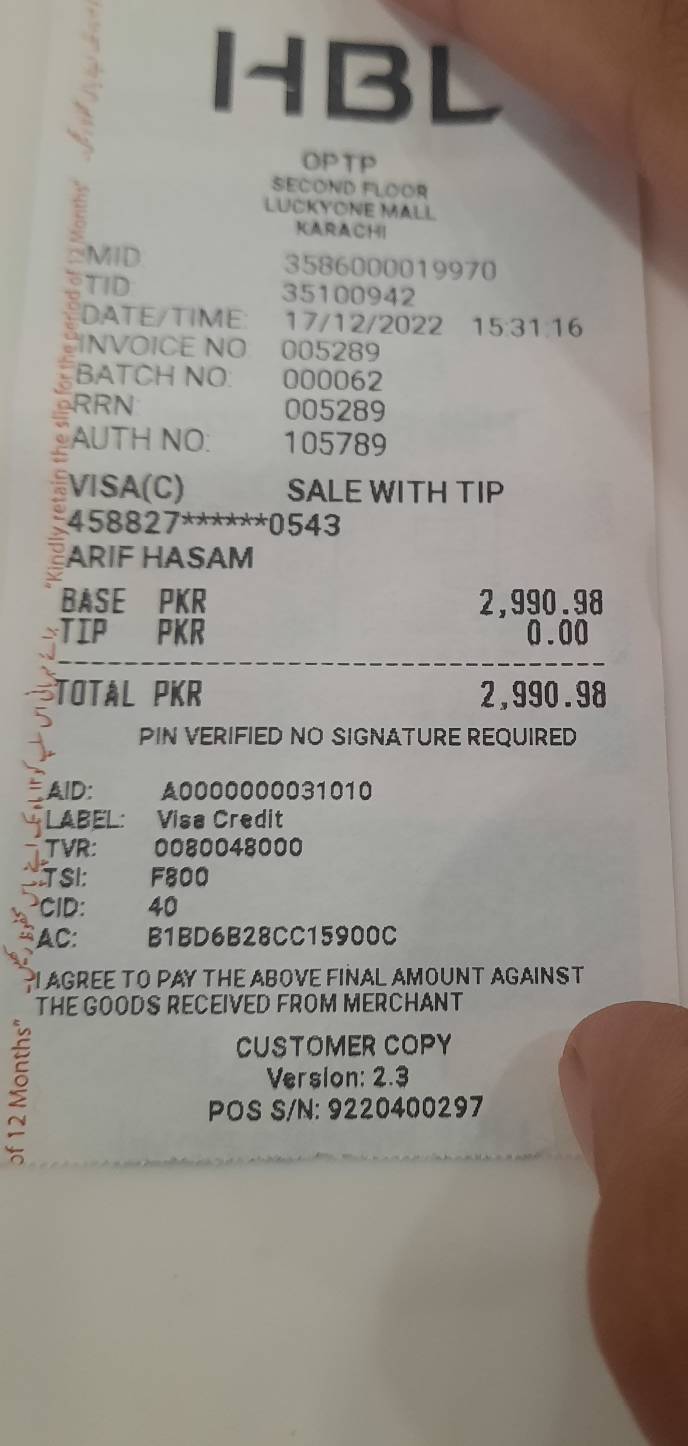 HBL
OPTP
SECOND FLOOR
LUCKYONE MALL
KARACHI
MID 3586000019970
TID 35100942
DATE/TIME: 17/12/2022 15:31:16
INVOICE NO 005289
BATCH NO: 000062
RRN 005289
AUTH NO: 105789
VISA(C) SALE WITH TIP
458827******0543
ARIF HASAM
BASE PKR 2,990.98
TIP PKR 0.00
TOTAL PKR 2,990.98
PIN VERIFIED NO SIGNATURE REQUIRED
AID: A0000000031010
LABEL: Visa Credit
TVR: 0080048000
TSI: F800
CID: 40
AC: B1BD6B28CC15900C
I AGREE TO PAY THE ABOVE FINAL AMOUNT AGAINST
THE GOODS RECEIVED FROM MERCHANT
CUSTOMER COPY
Version: 2.3
POS S/N: 9220400297
"Kindly retain the slip for the period of 12 Months"
of 12 Months"